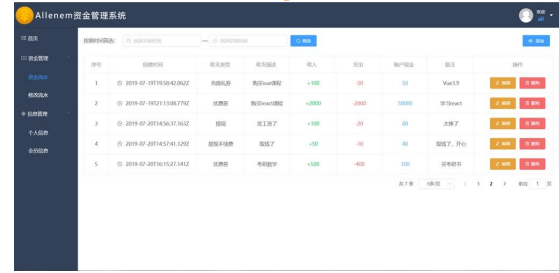 Allenem资金管理系统
欢迎
all
首页
资金管理
资金流水
修改流水
信息管理
个人信息
会员信息
按照时间筛选:
选择开始时间
选择结束时间
筛选
添加
序号 创建时间 收支类型 收支描述 收入 支出 账户现金 备注 操作
1 2019-07-19T19:58:42.062Z 充值礼券 购买vue课程 +100 -50 50 Vue3.9 编辑 删除
2 2019-07-19T21:13:08.779Z 优惠券 购买react课程 +2000 -2000 50000 学习react 编辑 删除
3 2019-07-20T14:56:37.163Z 提现 发工资了 +100 -20 80 太棒了 编辑 删除
4 2019-07-20T14:57:41.129Z 提现手续费 取钱了 +50 -10 40 取钱了，开心 编辑 删除
5 2019-07-20T16:15:27.141Z 优惠券 考研数学 +500 -400 100 买考研书 编辑 删除
共 7 条 5条/页 1 2 前往 1 页